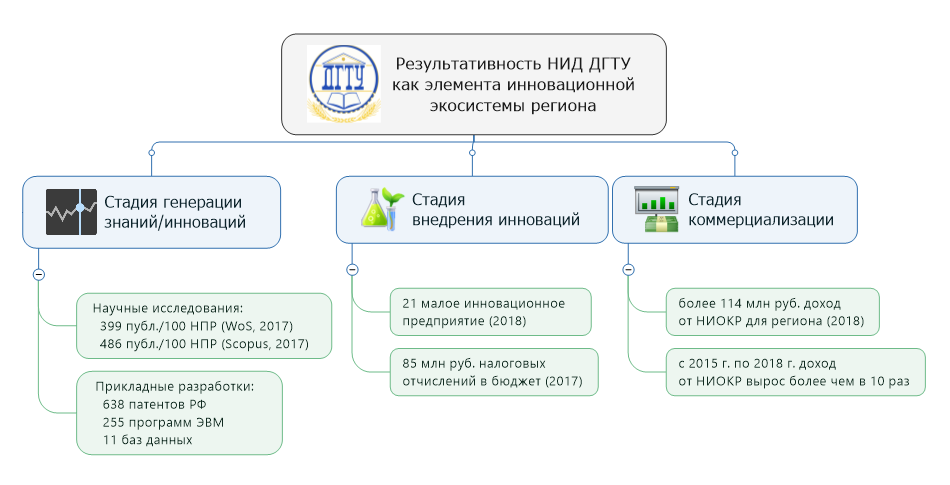 ДГТУ
Результативность НИД ДГТУ
как элемента инновационной
экосистемы региона
Стадия генерации
знаний/инноваций
Научные исследования:
399 публ./100 НПР (WoS, 2017)
486 публ./100 НПР (Scopus, 2017)
Прикладные разработки:
638 патентов РФ
255 программ ЭВМ
11 баз данных
Стадия
внедрения инноваций
21 малое инновационное
предприятие (2018)
85 млн руб. налоговых
отчислений в бюджет (2017)
Стадия
коммерциализации
более 114 млн руб. доход
от НИОКР для региона (2018)
с 2015 г. по 2018 г. доход
от НИОКР вырос более чем в 10 раз